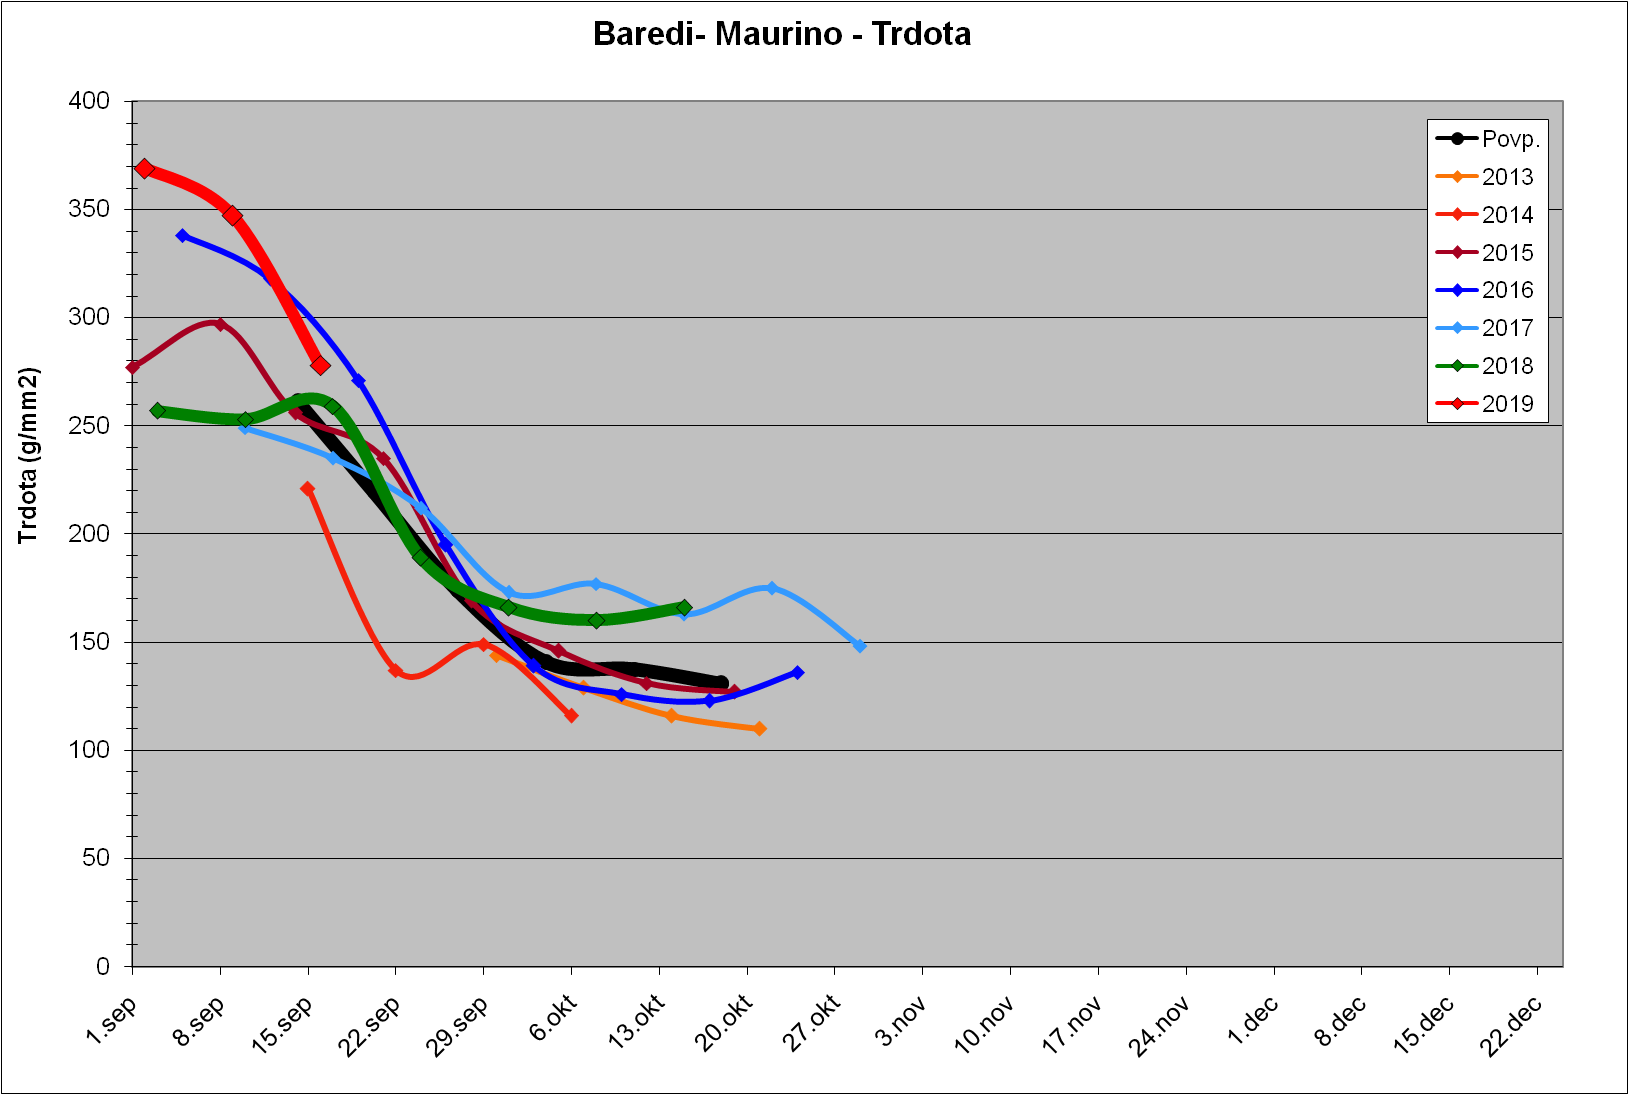 Baredi- Maurino - Trdota
Trdota (g/mm2)
400
350
300
250
200
150
100
50
0
1.sep
8.sep
15.sep
22.sep
29.sep
6.okt
13.okt
20.okt
27.okt
3.nov
10.nov
17.nov
24.nov
1.dec
8.dec
15.dec
22.dec
Povp.
2013
2014
2015
2016
2017
2018
2019